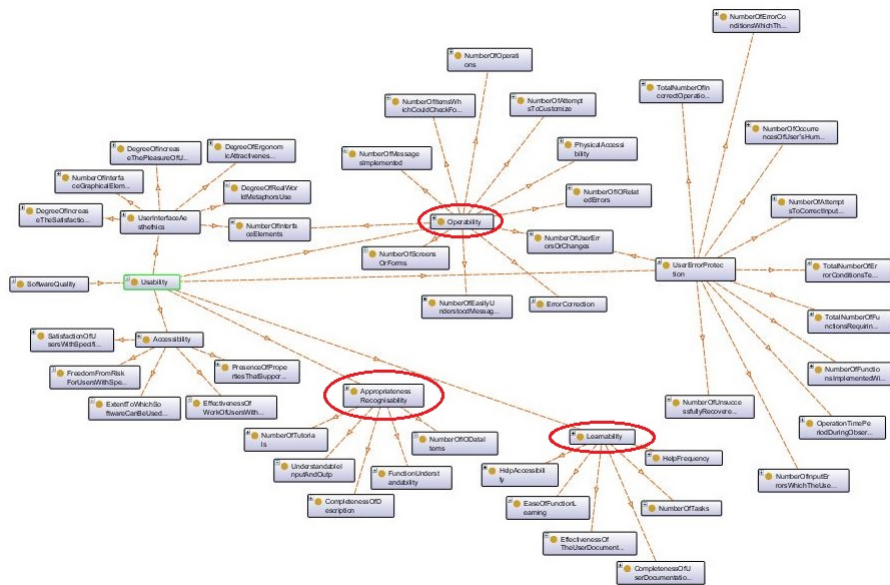 NumberOfErrorCo
nditionsWhichTh...
NumberOfOperati
ons
TotalNumberOfIn
correctOperatio...
NumberOfItemsWh
ichCouldCheckFo...
NumberOfAttempt
sToCustomize
NumberOfOccurre
ncesOfUser'sHum...
DegreeOfIncreas
eThePleasureOfU...
DegreeOfErgonom
icAttractivenes...
NumberOfMessage
sImplemented
PhysicalAccessi
bility
NumberOfInterfa
ceGraphicalElem...
DegreeOfRealWor
ldMetaphorsUse
NumberOfIORelat
edErrors
NumberOfAttempt
sToCorrectInput...
DegreeOfIncreas
eTheSatisfactio...
UserInterfaceAe
sthethics
NumberOfInterfa
ceElements
Operability
NumberOfUserErr
orsOrChanges
NumberOfScreens
OrForms
UserErrorProtec
tion
TotalNumberOfEr
rorConditionsTe...
SoftwareQuality
Usability
NumberOfEasilyU
nderstoodMessag...
ErrorCorrection
TotalNumberOfFu
nctionsRequirin...
SatisfactionOfU
sersWithSpecifi...
Accessibility
FreedomFromRisk
ForUsersWithSpe...
PresenceOfPrope
rtiesThatSuppor...
NumberOfFunctio
nsImplementedWi...
ExtentToWhichSo
ftwareCanBeUsed...
EffectivenessOf
WorkOfUsersWith...
Appropriateness
Recognisability
NumberOfUnsucce
ssfullyRecovere...
OperationTimePe
riodDuringObser...
NumberOfTutoria
ls
NumberOfIODataI
tems
Learnability
HelpFrequency
UnderstandableI
nputAndOutp
FunctionUnderst
andability
HelpAccessibili
ty
NumberOfInputEr
rorsWhichTheUse...
CompletenessOfD
escription
EaseOfFunctionL
earning
NumberOfTasks
EffectivenessOf
TheUserDocument...
CompletenessOfU
serDocumentatio...